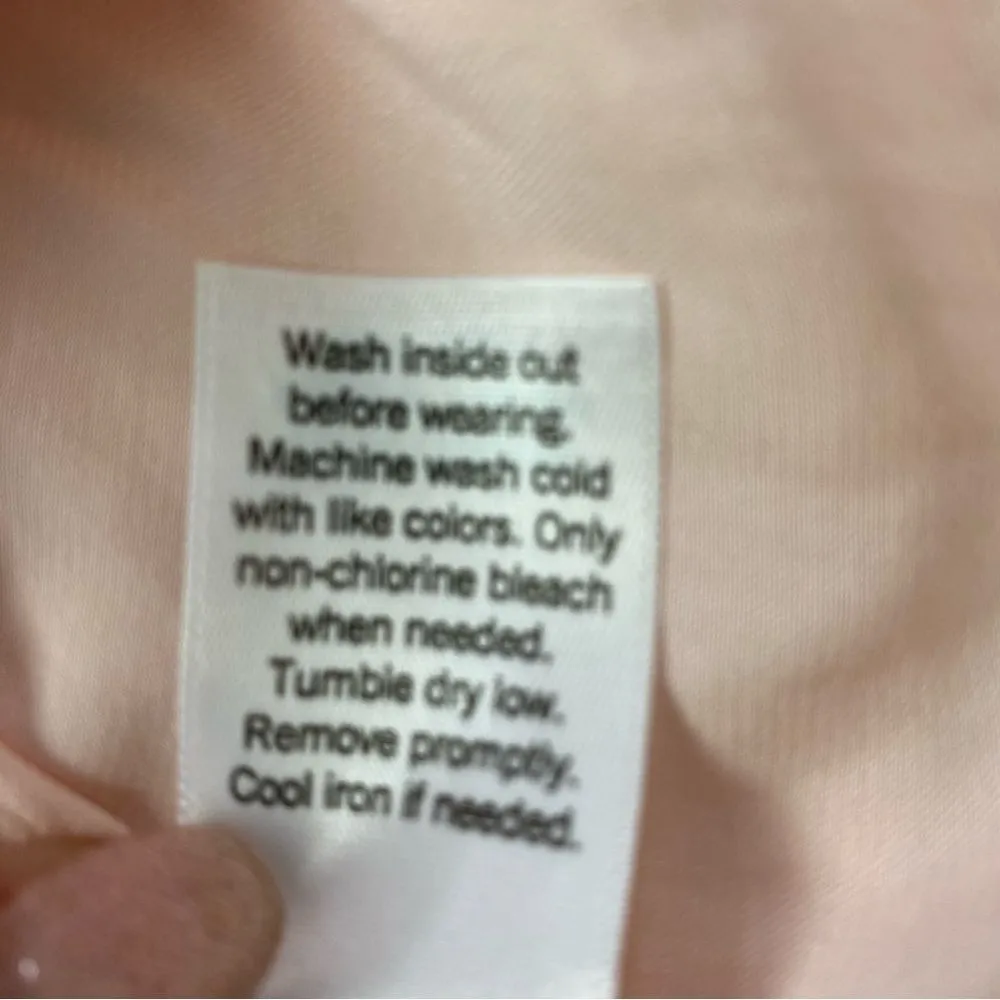 Wash inside out
before wearing.
Machine wash cold
with like colors. Only
non-chlorine bleach
when needed.
Tumble dry low.
Remove promptly.
Cool iron if needed.